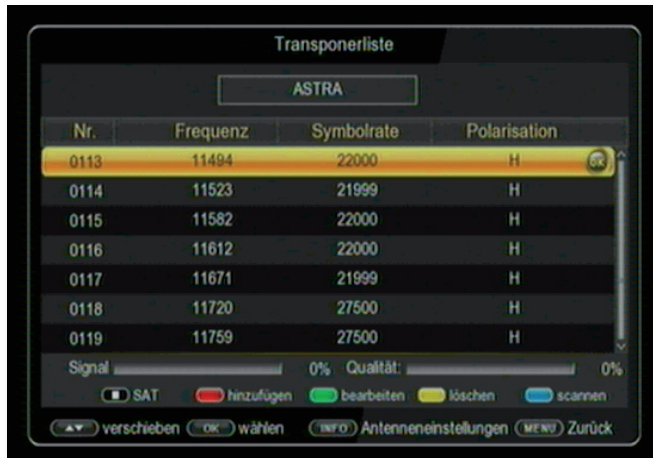 Transponerliste
ASTRA
Nr. Frequenz Symbolrate Polarisation
0113 11494 22000 H OK
0114 11523 21999 H
0115 11582 22000 H
0116 11612 22000 H
0117 11671 21999 H
0118 11720 27500 H
0119 11759 27500 H
Signal 0% Qualität: 0%
SAT hinzufügen bearbeiten löschen scannen
verschieben OK wählen INFO Antenneneinstellungen MENU Zurück